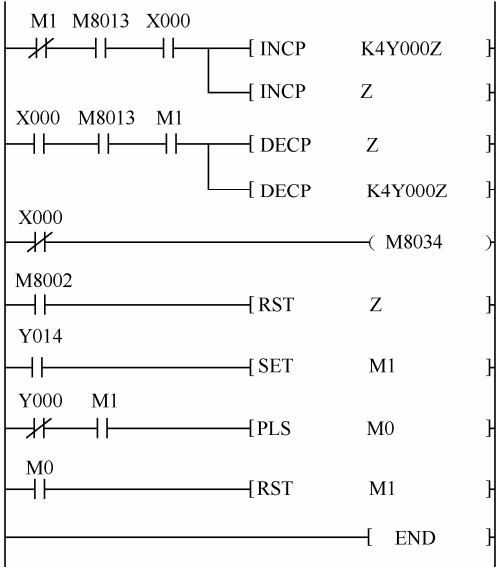 M1 M8013 X000
INCP K4Y000Z
INCP Z
X000 M8013 M1
DECP Z
DECP K4Y000Z
X000
M8034
M8002
RST Z
Y014
SET M1
Y000 M1
PLS M0
M0
RST M1
END